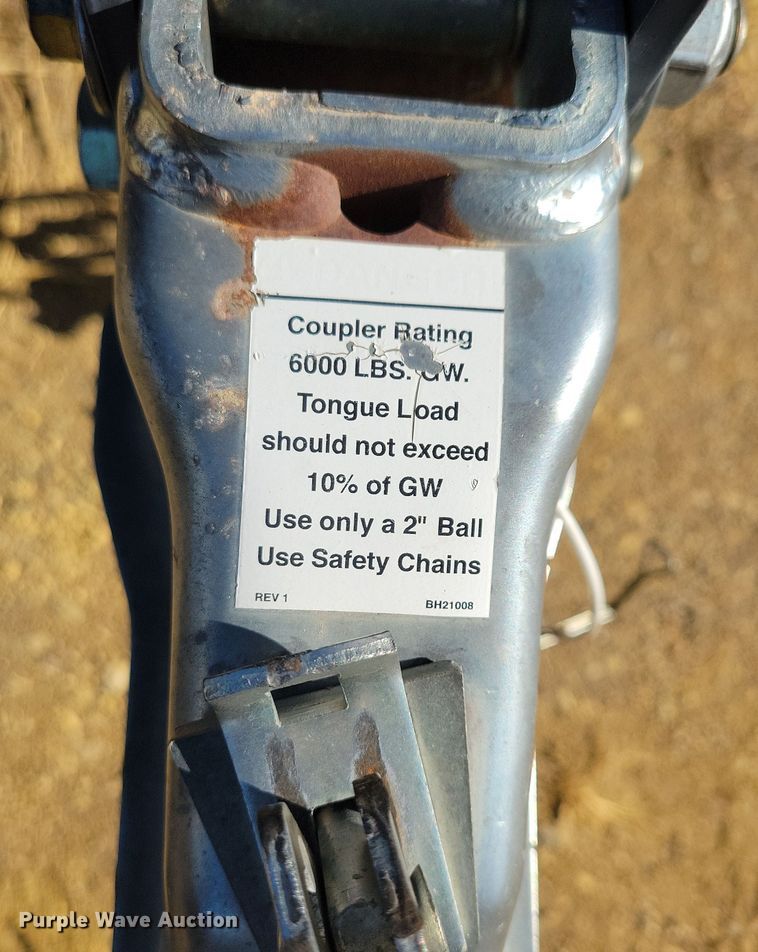 Coupler Rating
6000 LBS. GW.
Tongue Load
should not exceed
10% of GW
Use only a 2" Ball
Use Safety Chains
REV 1 BH21008
Purple Wave Auction